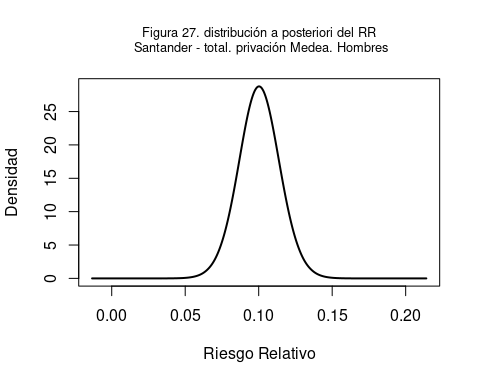 Figura 27. distribución a posteriori del RR
Santander - total. privación Medea. Hombres
Densidad
25
20
15
10
5
0
0.00 0.05 0.10 0.15 0.20
Riesgo Relativo